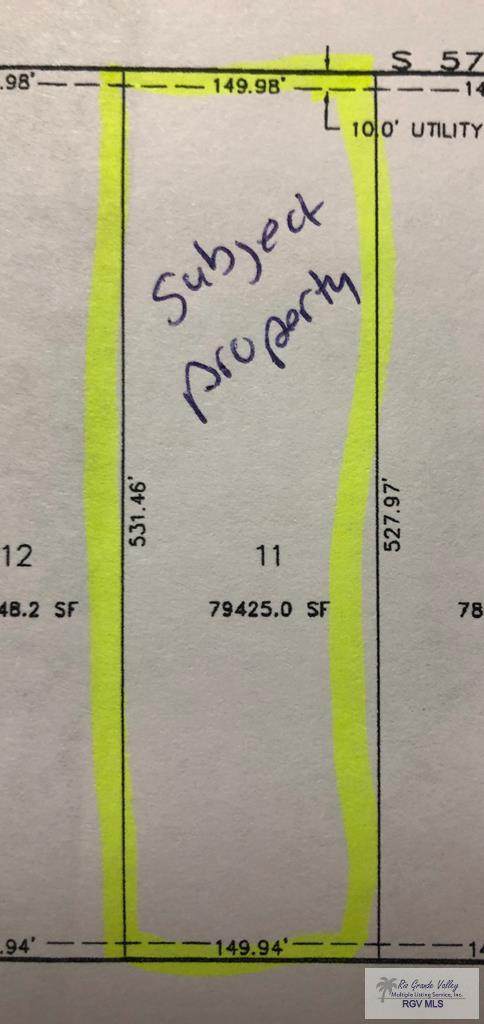 S 57
.98'
149.98'
14
10.0' UTILITY
Subject
property
531.46'
527.97'
12
11
48.2 SF
79425.0 SF
78
.94'
149.94'
14
Rio Grande Valley
Multiple Listing Service, Inc.
RGV MLS